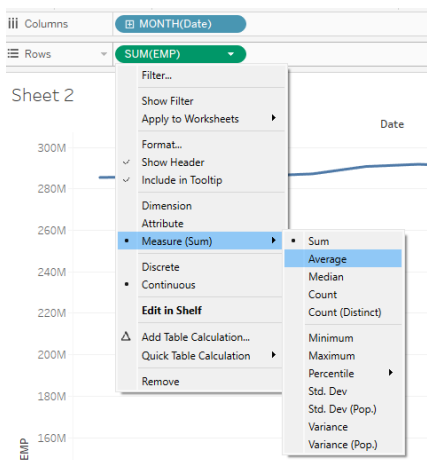 Columns
MONTH(Date)
Rows
SUM(EMP)
Sheet 2
Date
300M
280M
260M
240M
220M
200M
180M
160M
EMP
Filter...
Show Filter
Apply to Worksheets
Format...
Show Header
Include in Tooltip
Dimension
Attribute
Measure (Sum)
Discrete
Continuous
Edit in Shelf
Add Table Calculation...
Quick Table Calculation
Remove
Sum
Average
Median
Count
Count (Distinct)
Minimum
Maximum
Percentile
Std. Dev
Std. Dev (Pop.)
Variance
Variance (Pop.)